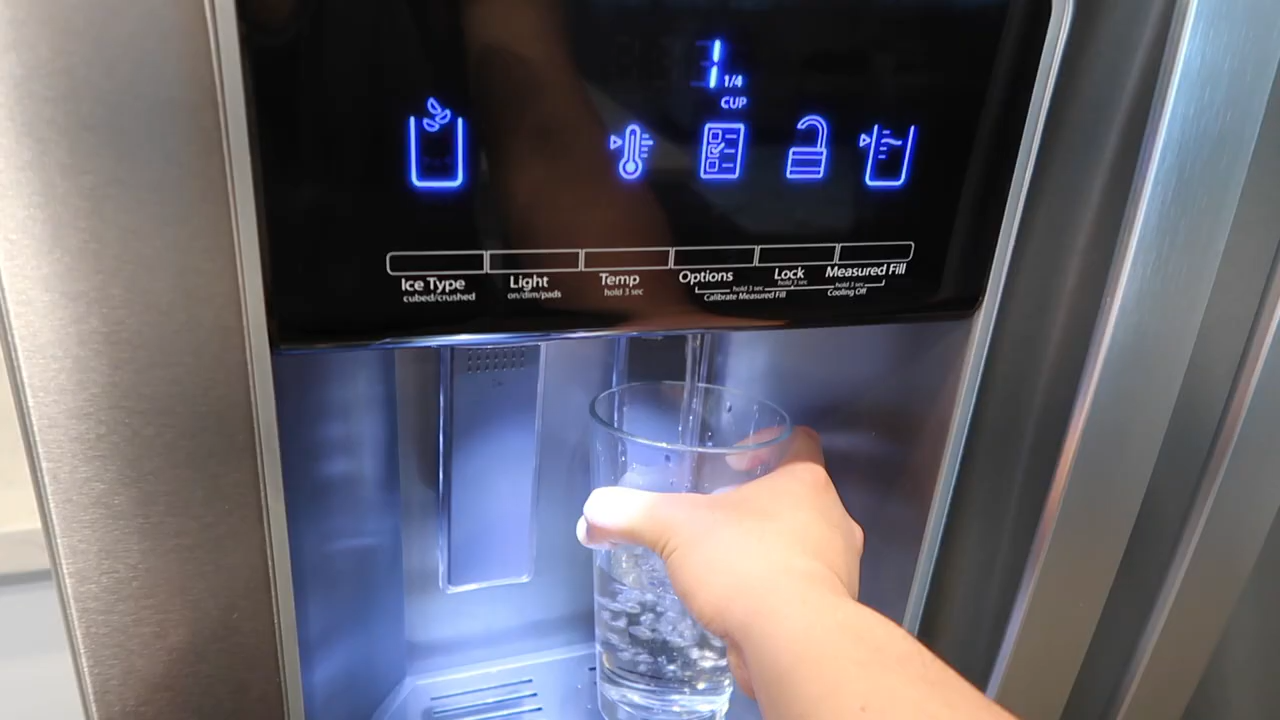 1 1/4
CUP
Ice Type
cubed/crushed
Light
on/dim/pads
Temp
hold 3 sec
Options
Lock
hold 3 sec
Measured Fill
hold 3 sec
Calibrate Measured Fill
hold 3 sec
Cooling Off